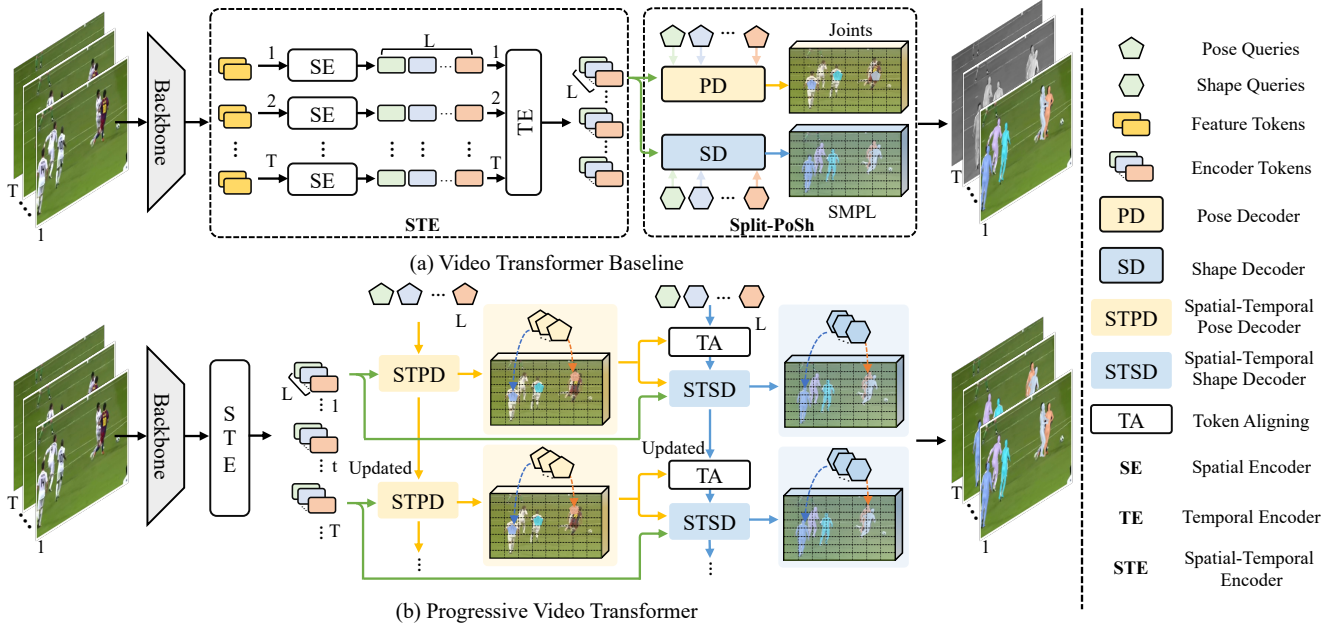 T
1
Backbone
1
2
T
SE
SE
SE
L
1
2
T
TE
L
STE
PD
SD
Joints
SMPL
Split-PoSh
T
1
(a) Video Transformer Baseline
T
1
Backbone
STE
L
1
t
T
L
STPD
Updated
STPD
L
TA
STSD
Updated
TA
STSD
T
1
(b) Progressive Video Transformer
Pose Queries
Shape Queries
Feature Tokens
Encoder Tokens
PD
Pose Decoder
SD
Shape Decoder
STPD
Spatial-Temporal
Pose Decoder
STSD
Spatial-Temporal
Shape Decoder
TA
Token Aligning
SE
Spatial Encoder
TE
Temporal Encoder
STE
Spatial-Temporal
Encoder